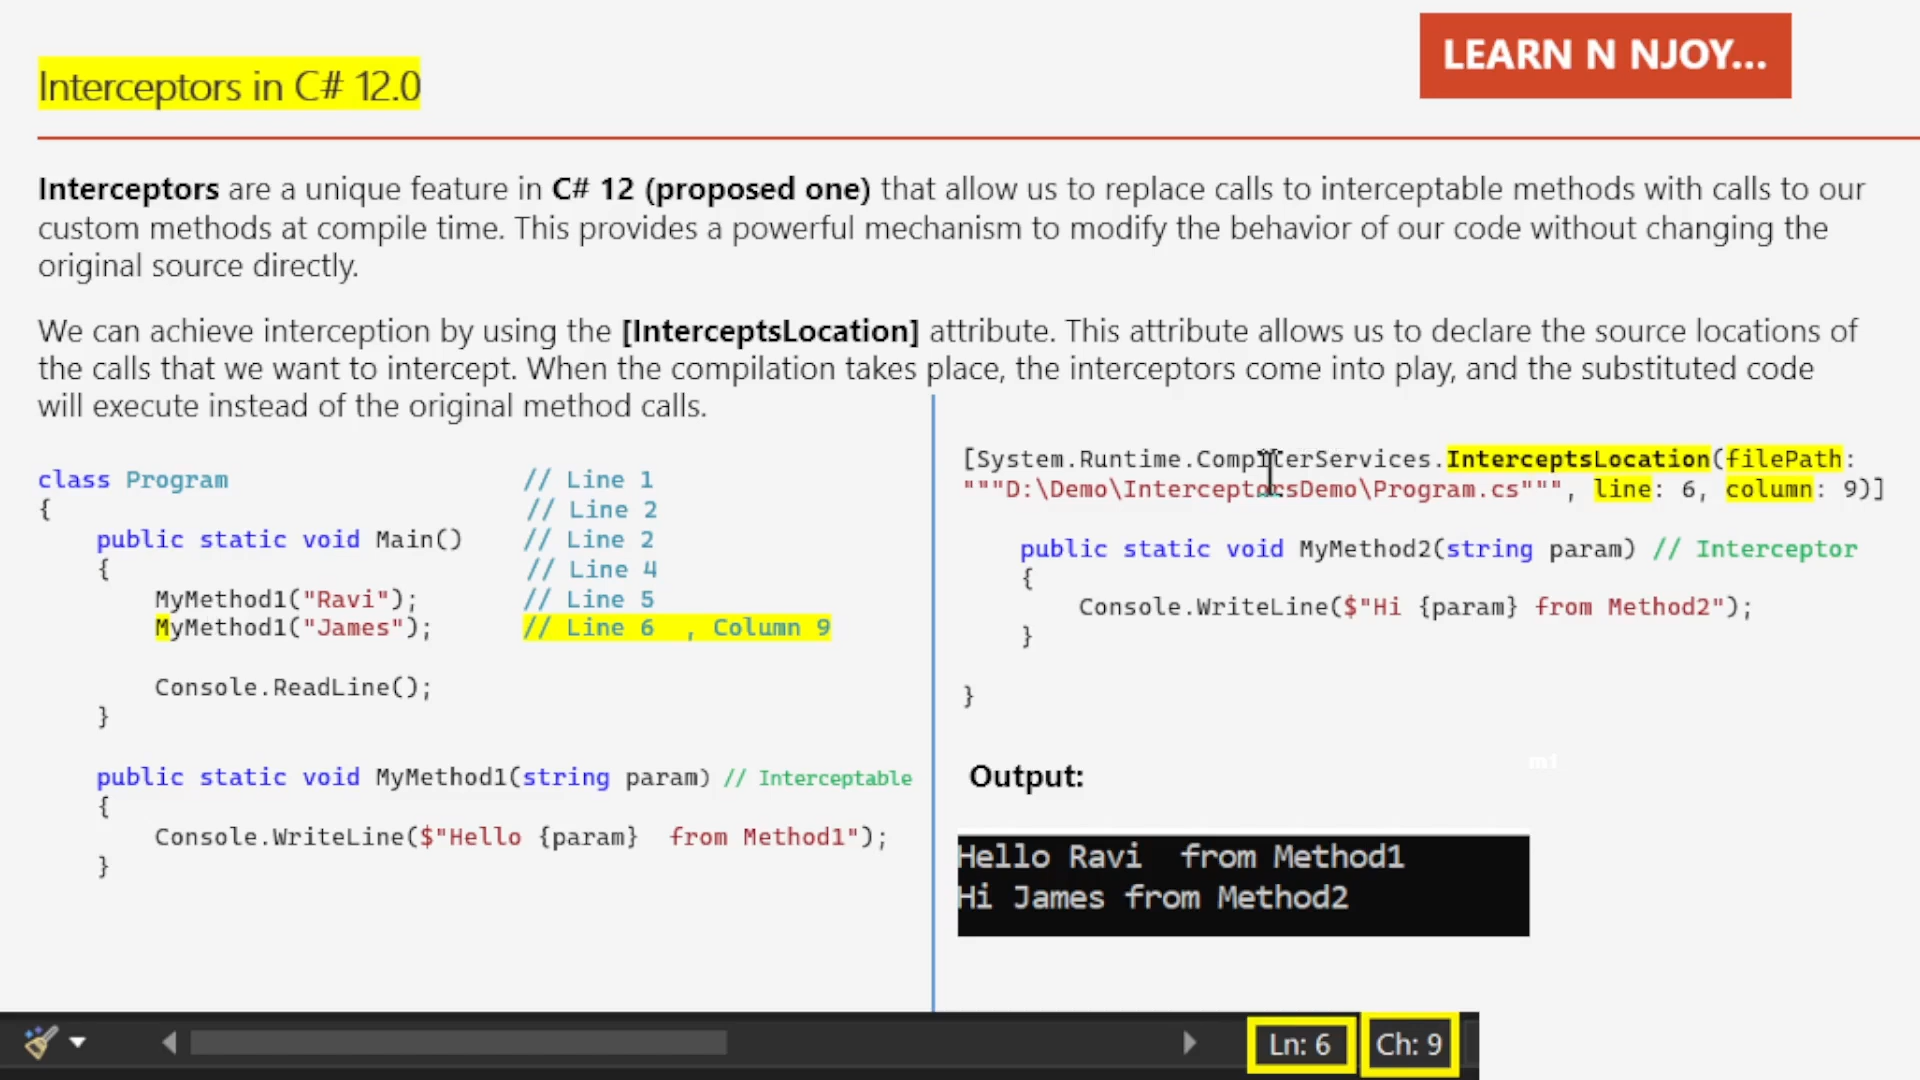 LEARN N NJOY...
Interceptors in C# 12.0
Interceptors are a unique feature in C# 12 (proposed one) that allow us to replace calls to interceptable methods with calls to our
custom methods at compile time. This provides a powerful mechanism to modify the behavior of our code without changing the
original source directly.
We can achieve interception by using the [InterceptsLocation] attribute. This attribute allows us to declare the source locations of
the calls that we want to intercept. When the compilation takes place, the interceptors come into play, and the substituted code
will execute instead of the original method calls.
class Program // Line 1
{ // Line 2
public static void Main() // Line 2
{ // Line 4
MyMethod1("Ravi"); // Line 5
MyMethod1("James"); // Line 6 , Column 9
Console.ReadLine();
}
public static void MyMethod1(string param) // Interceptable
{
Console.WriteLine($"Hello {param} from Method1");
}
[System.Runtime.CompilerServices.InterceptsLocation(filePath:
"""D:\Demo\InterceptorsDemo\Program.cs""", line: 6, column: 9)]
public static void MyMethod2(string param) // Interceptor
{
Console.WriteLine($"Hi {param} from Method2");
}
}
m1
Output:
Hello Ravi  from Method1
Hi James from Method2
Ln: 6 Ch: 9